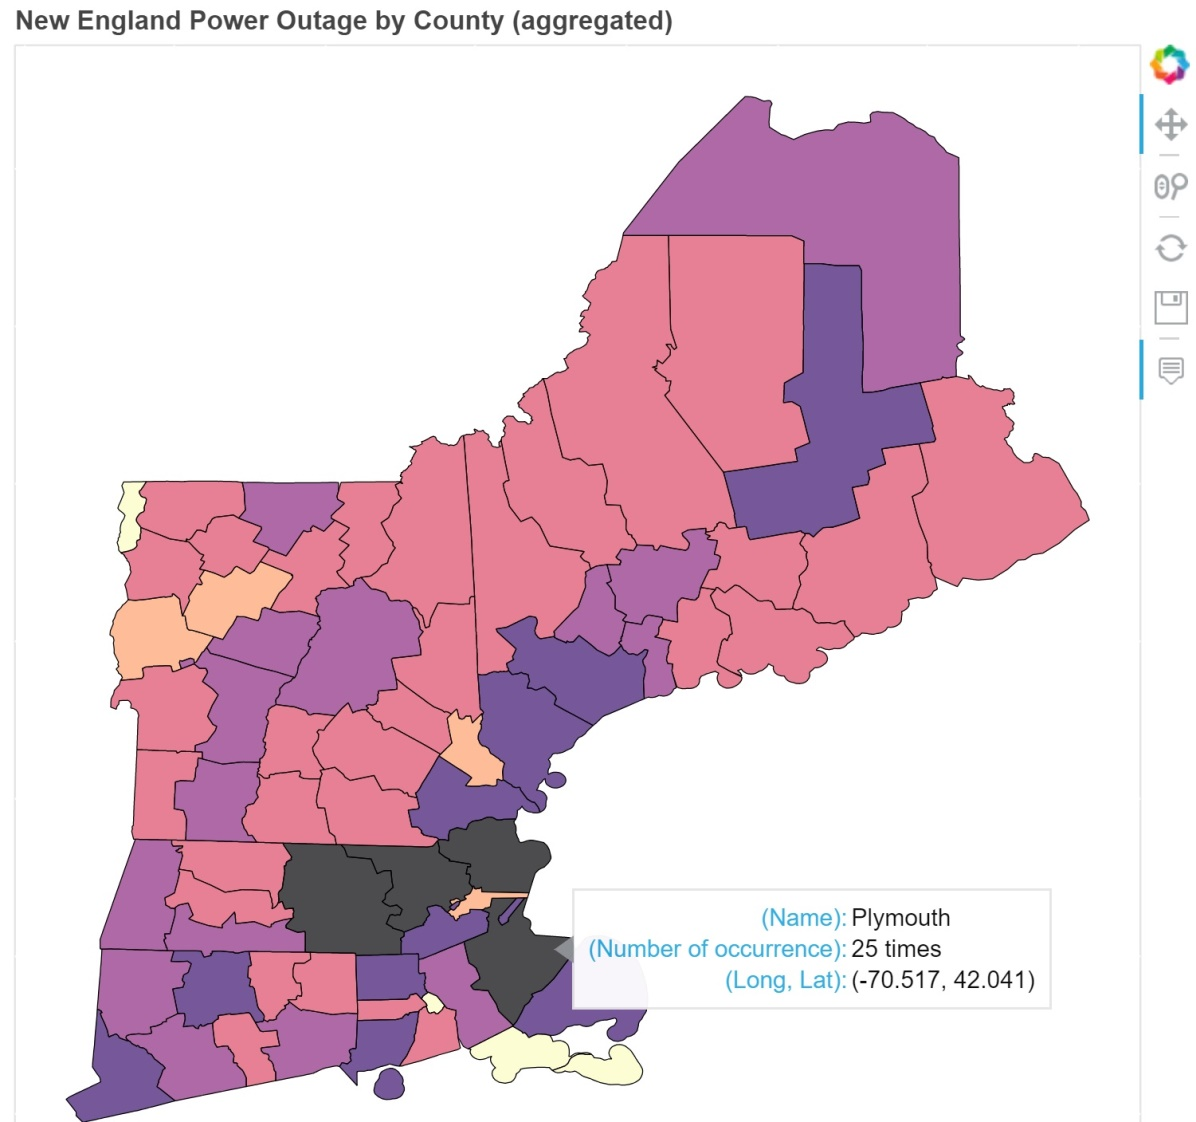 New England Power Outage by County (aggregated)
(Name): Plymouth
(Number of occurrence): 25 times
(Long, Lat): (-70.517, 42.041)